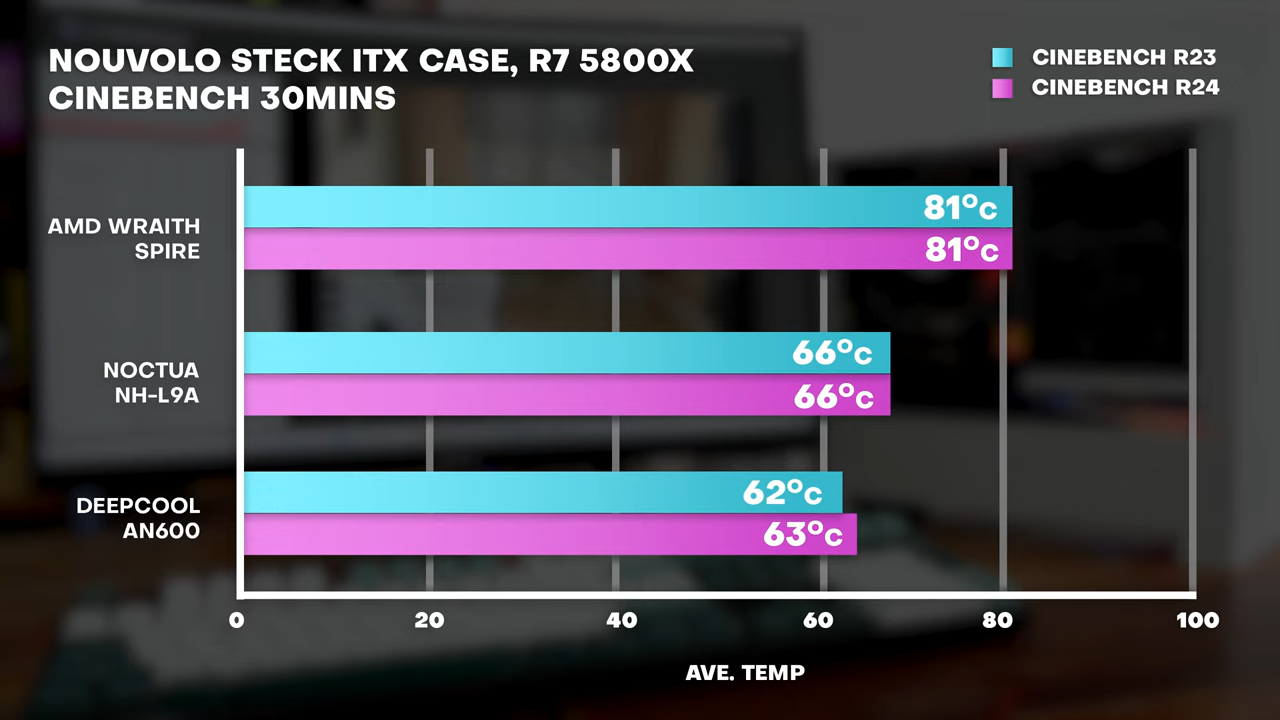 NOUVOLO STECK ITX CASE, R7 5800X
CINEBENCH 30MINS
CINEBENCH R23
CINEBENCH R24
AMD WRAITH
SPIRE
81°C
81°C
NOCTUA
NH-L9A
66°C
66°C
DEEPCOOL
AN600
62°C
63°C
0 20 40 60 80 100
AVE. TEMP